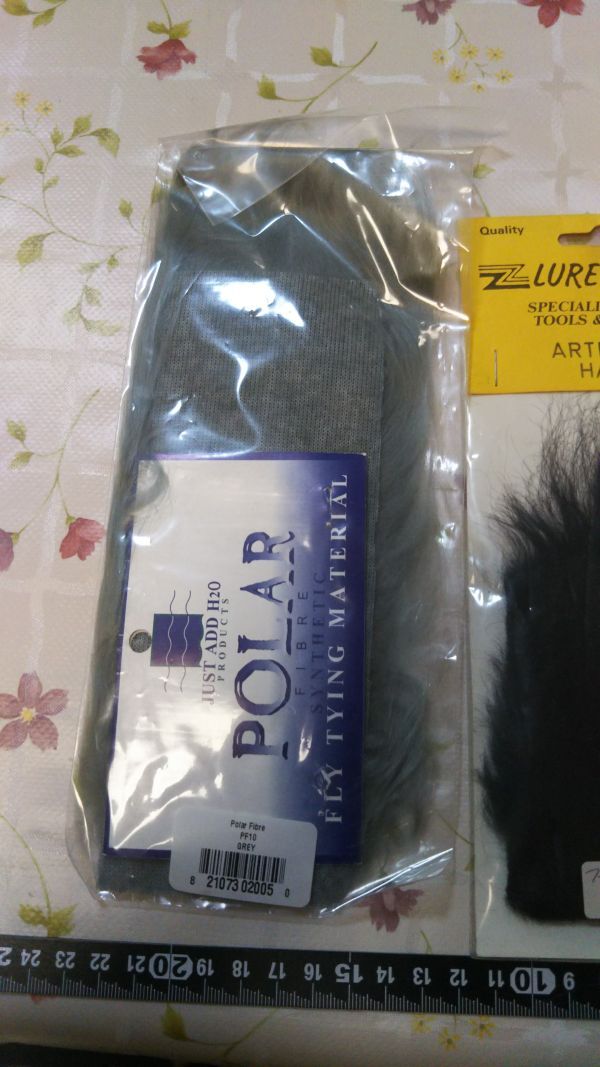 Quality
LURE
SPECIALI
TOOLS &
ARTI
HA
JUST ADD H2O
PRODUCTS
POLAR
FIBRE
SYNTHETIC
FLY TYING MATERIAL
Polar Fibre
PF10
GREY
8 21073 02005 0
24 23 22 21 20 19 18 17 16 15 14 13 12 11 10 9